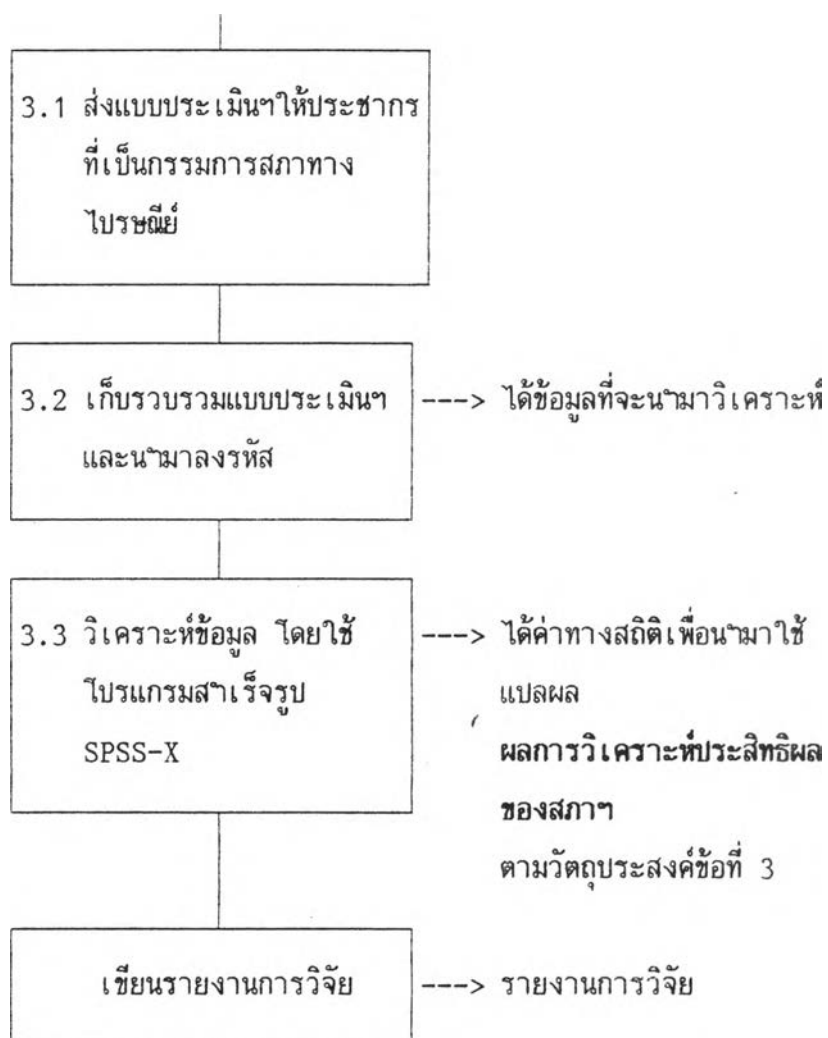 3.1 ส่งแบบประเมินฯให้ประชากร
ที่เป็นกรรมการสภาทาง
ไปรษณีย์
3.2 เก็บรวบรวมแบบประเมินฯ
และนำมาลงรหัส
---> ได้ข้อมูลที่จะนำมาวิเคราะห์
3.3 วิเคราะห์ข้อมูล โดยใช้
โปรแกรมสำเร็จรูป
SPSS-X
---> ได้ค่าทางสถิติเพื่อนำมาใช้
แปลผล
ผลการวิเคราะห์ประสิทธิผล
ของสภาฯ
ตามวัตถุประสงค์ข้อที่ 3
เขียนรายงานการวิจัย
---> รายงานการวิจัย